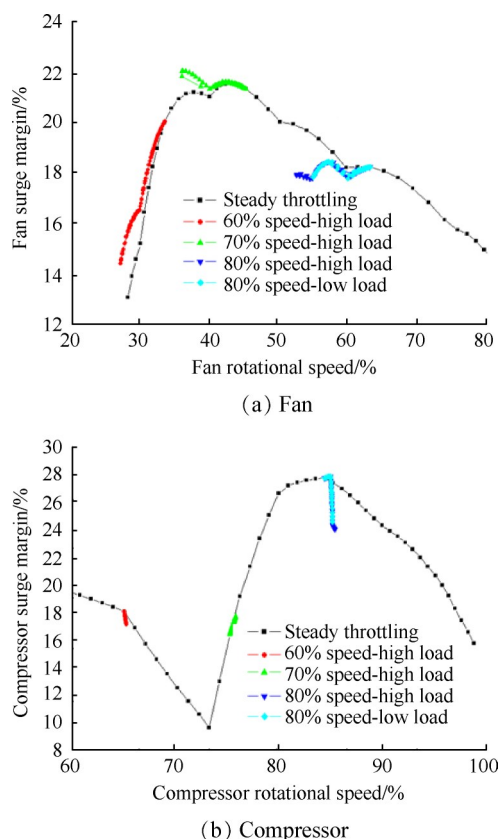 22
20
18
16
14
12
24
Fan surge margin/%
Steady throttling
60% speed-high load
70% speed-high load
80% speed-high load
80% speed-low load
20 30 40 50 60 70 80
Fan rotational speed/%
(a) Fan
30
28
26
24
22
20
18
16
14
12
10
8
Compressor surge margin/%
Steady throttling
60% speed-high load
70% speed-high load
80% speed-high load
80% speed-low load
60 70 80 90 100
Compressor rotational speed/%
(b) Compressor